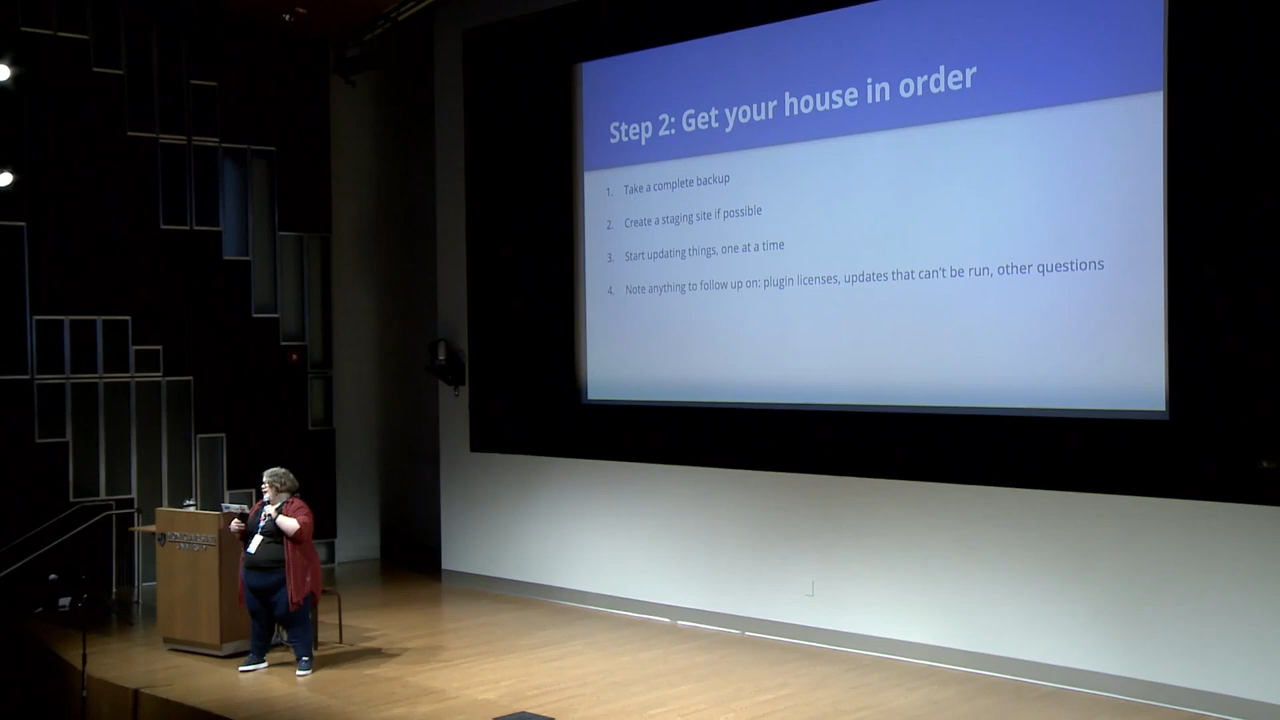 Step 2: Get your house in order
1. Take a complete backup
2. Create a staging site if possible
3. Start updating things, one at a time
4. Note anything to follow up on: plugin licenses, updates that can't be run, other questions